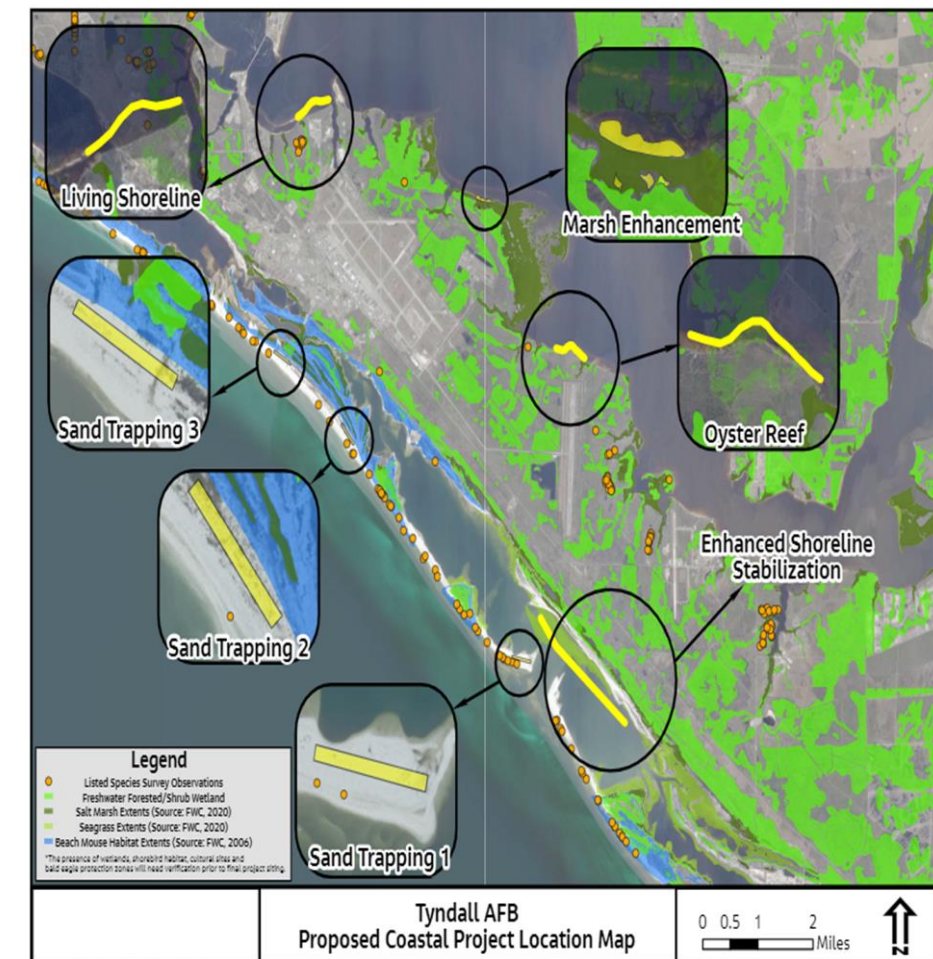 Living Shoreline
Marsh Enhancement
Sand Trapping 3
Oyster Reef
Sand Trapping 2
Enhanced Shoreline
Stabilization
Sand Trapping 1
Legend
Listed Species Survey Observations
Freshwater Forested/Shrub Wetland
Salt Marsh Extents (Source: FWC, 2020)
Seagrass Extents (Source: FWC, 2020)
Beach Mouse Habitat Extents (Source: FWC, 2006)
*The presence of wetlands, shorebird habitat, cultural sites and
bald eagle protection zones will need verification prior to final project siting.
Tyndall AFB
Proposed Coastal Project Location Map
0 0.5 1 2
Miles
N